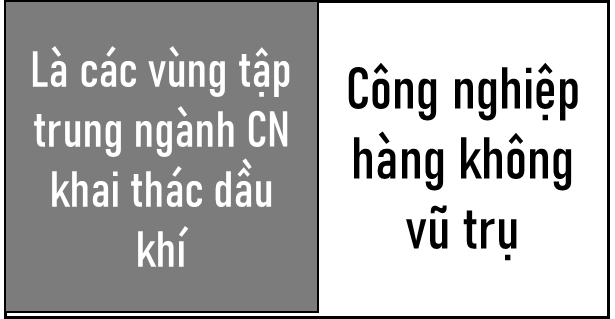 Là các vùng tập
trung ngành CN
khai thác dầu
khí
Công nghiệp
hàng không
vũ trụ